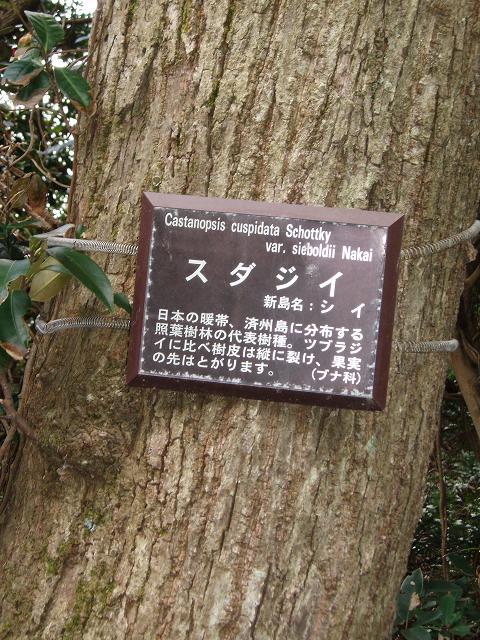 Castanopsis cuspidata Schottky
var. sieboldii Nakai
スダジイ
新島名：シイ
日本の暖帯、済州島に分布する
照葉樹林の代表樹種。ツブラジ
イに比べ樹皮は縦に裂け、果実
の先はとがります。　（ブナ科）